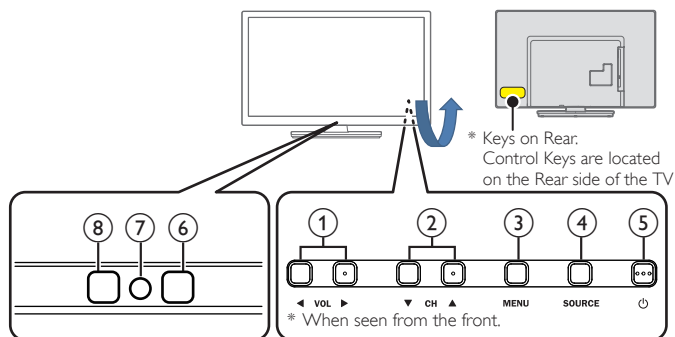 * Keys on Rear.
Control Keys are located
on the Rear side of the TV
8 7 6
1 2 3 4 5
◄ VOL ► ▼ CH ▲ MENU SOURCE ⏻
* When seen from the front.